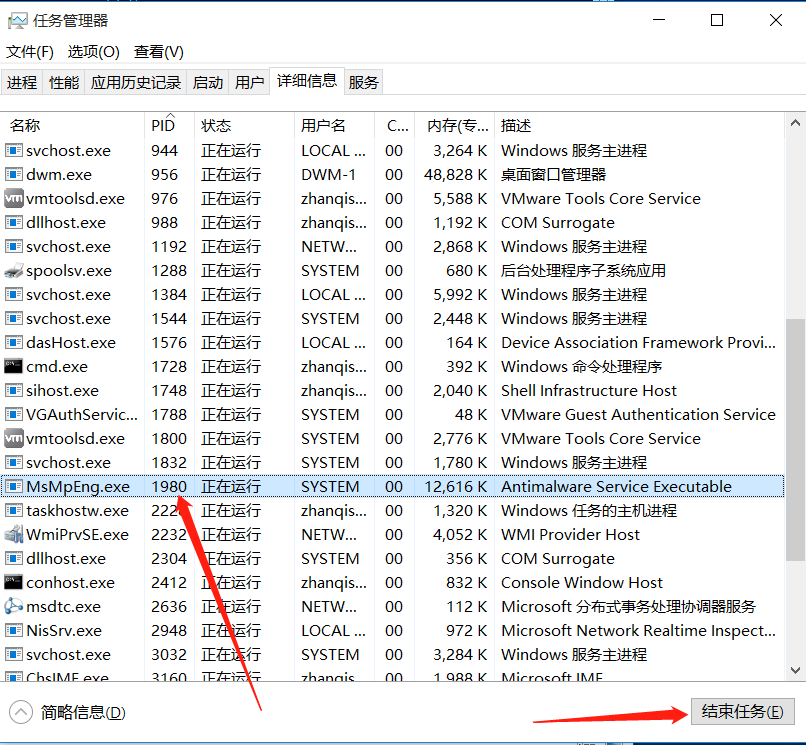 任务管理器
文件(F) 选项(O) 查看(V)
进程 性能 应用历史记录 启动 用户 详细信息 服务
名称 PID 状态 用户名 C... 内存(专... 描述
svchost.exe 944 正在运行 LOCAL ... 00 3,264 K Windows 服务主进程
dwm.exe 956 正在运行 DWM-1 00 48,828 K 桌面窗口管理器
vmtoolsd.exe 976 正在运行 zhanqis... 00 5,588 K VMware Tools Core Service
dllhost.exe 988 正在运行 zhanqis... 00 1,192 K COM Surrogate
svchost.exe 1192 正在运行 NETW... 00 2,868 K Windows 服务主进程
spoolsv.exe 1288 正在运行 SYSTEM 00 680 K 后台处理程序子系统应用
svchost.exe 1384 正在运行 LOCAL ... 00 5,992 K Windows 服务主进程
svchost.exe 1544 正在运行 SYSTEM 00 2,448 K Windows 服务主进程
dasHost.exe 1576 正在运行 LOCAL ... 00 164 K Device Association Framework Provi...
cmd.exe 1728 正在运行 zhanqis... 00 392 K Windows 命令处理程序
sihost.exe 1748 正在运行 zhanqis... 00 2,040 K Shell Infrastructure Host
VGAuthServic... 1788 正在运行 SYSTEM 00 48 K VMware Guest Authentication Service
vmtoolsd.exe 1800 正在运行 SYSTEM 00 2,776 K VMware Tools Core Service
svchost.exe 1832 正在运行 SYSTEM 00 1,780 K Windows 服务主进程
MsMpEng.exe 1980 正在运行 SYSTEM 00 12,616 K Antimalware Service Executable
taskhostw.exe 正在运行 zhanqis... 00 1,320 K Windows 任务的主机进程
WmiPrvSE.exe 2232 正在运行 NETW... 00 4,052 K WMI Provider Host
dllhost.exe 2304 正在运行 SYSTEM 00 356 K COM Surrogate
conhost.exe 2412 正在运行 zhanqis... 00 832 K Console Window Host
msdtc.exe 2636 正在运行 NETW... 00 112 K Microsoft 分布式事务处理协调器服务
NisSrv.exe 2948 正在运行 LOCAL ... 00 972 K Microsoft Network Realtime Inspect...
svchost.exe 3032 正在运行 SYSTEM 00 3,284 K Windows 服务主进程
ChsIME.exe 3160 正在运行 zhanqis... 00 1,988 K Microsoft IME
简略信息(D) 结束任务(E)